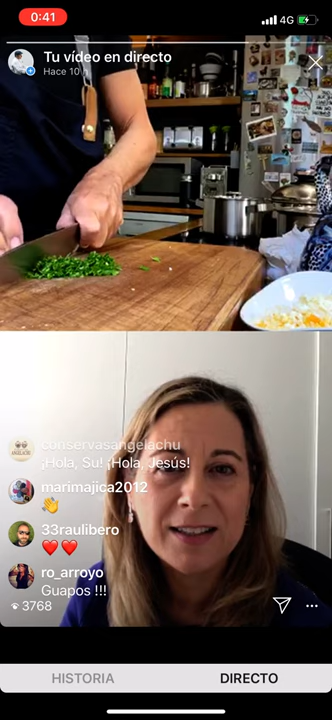 0:41
4G
Tu vídeo en directo
Hace 10 h
conservasangelachu
¡Hola, Su! ¡Hola, Jesús!
marimajica2012
👋
33raulibero
❤️❤️
ro_arroyo
Guapos !!!
3768
HISTORIA
DIRECTO